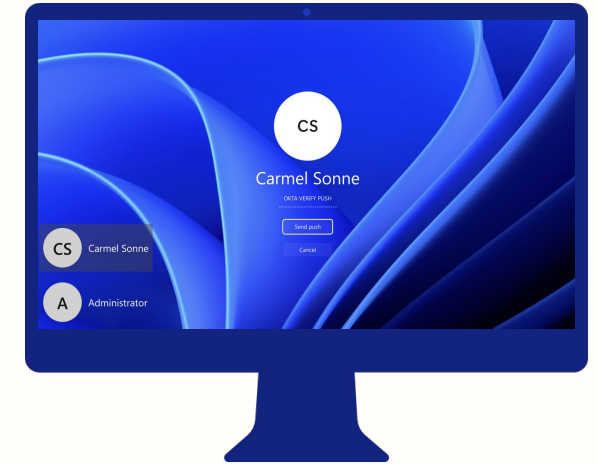 CS
Carmel Sonne
OKTA VERIFY PUSH
Send push
Cancel
CS Carmel Sonne
A Administrator